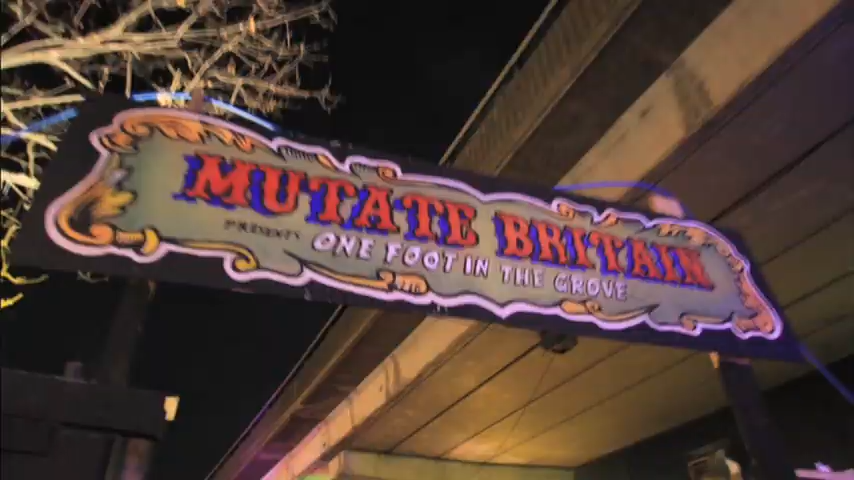 MUTATE BRITAIN
PRESENTS
ONE FOOT IN THE GROVE